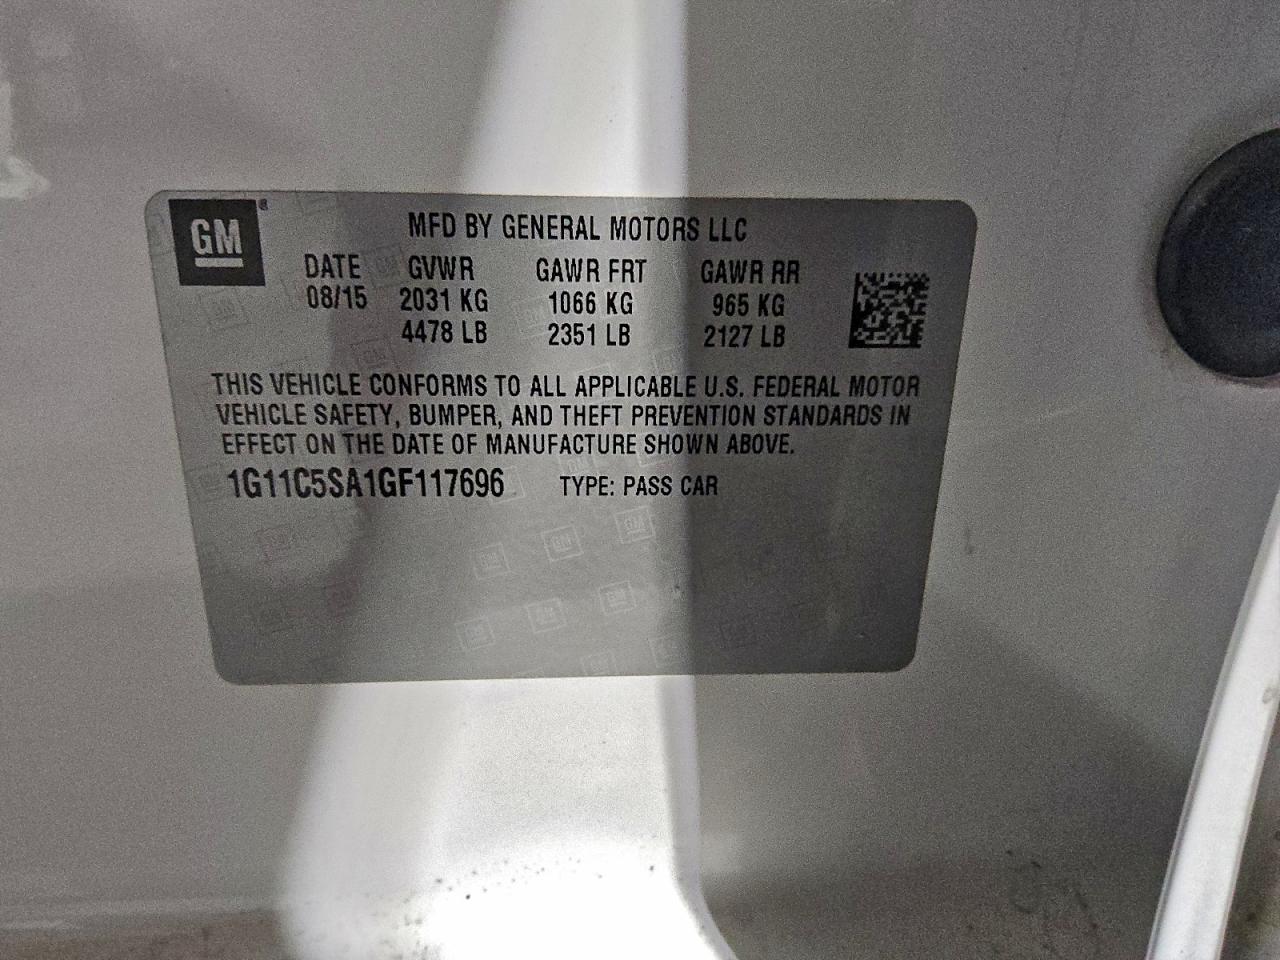 GM®
MFD BY GENERAL MOTORS LLC
DATE GVWR GAWR FRT GAWR RR
08/15 2031 KG 1066 KG 965 KG
4478 LB 2351 LB 2127 LB
THIS VEHICLE CONFORMS TO ALL APPLICABLE U.S. FEDERAL MOTOR
VEHICLE SAFETY, BUMPER, AND THEFT PREVENTION STANDARDS IN
EFFECT ON THE DATE OF MANUFACTURE SHOWN ABOVE.
1G11C5SA1GF117696 TYPE: PASS CAR